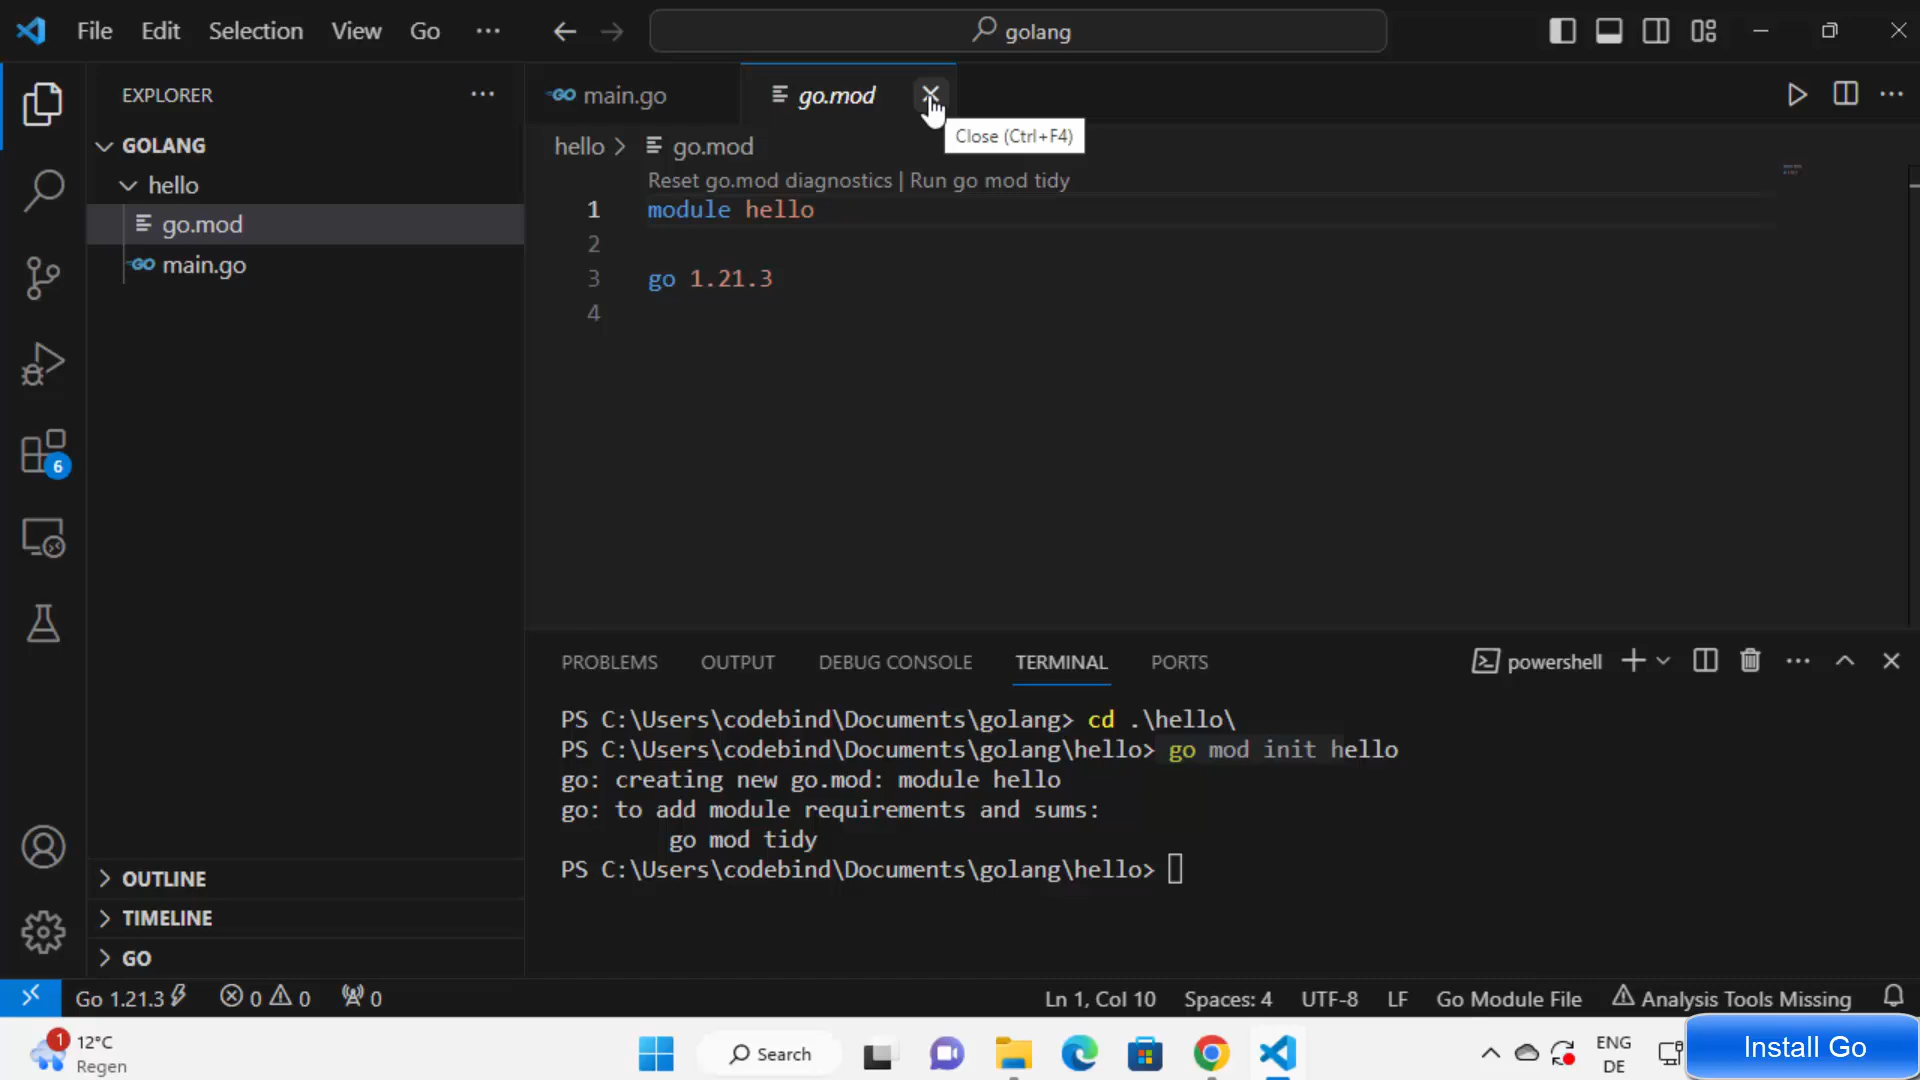 File Edit Selection View Go ···
golang
EXPLORER ···
GOLANG
hello
go.mod
GO main.go
GO main.go
go.mod
Close (Ctrl+F4)
hello > go.mod
Reset go.mod diagnostics | Run go mod tidy
1 module hello
2
3 go 1.21.3
4
6
OUTLINE
TIMELINE
GO
PROBLEMS OUTPUT DEBUG CONSOLE TERMINAL PORTS
powershell
PS C:\Users\codebind\Documents\golang> cd .\hello\
PS C:\Users\codebind\Documents\golang\hello> go mod init hello
go: creating new go.mod: module hello
go: to add module requirements and sums:
go mod tidy
PS C:\Users\codebind\Documents\golang\hello>
Go 1.21.3 0 0 0
Ln 1, Col 10 Spaces: 4 UTF-8 LF Go Module File Analysis Tools Missing
1
12°C
Regen
Search
ENG
DE
Install Go